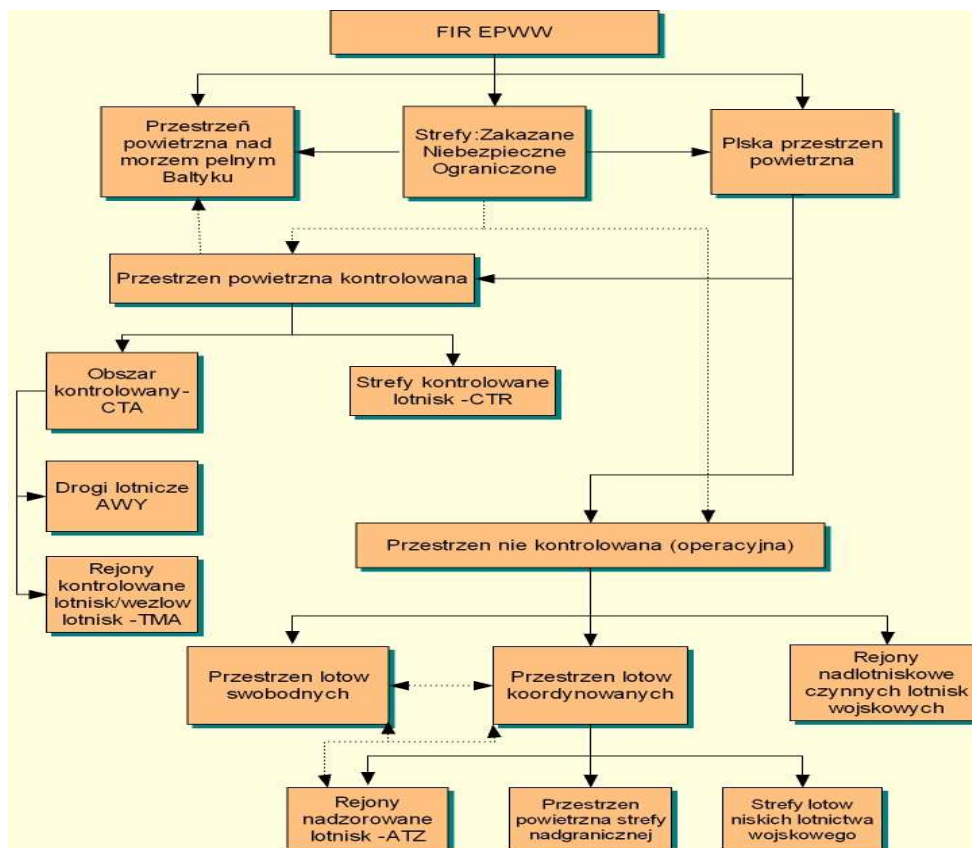 FIR EPWW
Przestrzeñ
powietrzna nad
morzem pelnym
Baltyku
Strefy:Zakazane
Niebezpieczne
Ograniczone
Plska przestrzen
powietrzna
Przestrzen powietrzna kontrolowana
Obszar
kontrolowany-
CTA
Strefy kontrolowane
lotnisk -CTR
Drogi lotnicze
AWY
Przestrzen nie kontrolowana (operacyjna)
Rejony
kontrolowane
lotnisk/wezlow
lotnisk -TMA
Przestrzen lotow
swobodnych
Przestrzen lotow
koordynowanych
Rejony
nadlotniskowe
czynnych lotnisk
wojskowych
Rejony
nadzorowane
lotnisk -ATZ
Przestrzen
powietrzna strefy
nadgranicznej
Strefy lotow
niskich lotnictwa
wojskowego